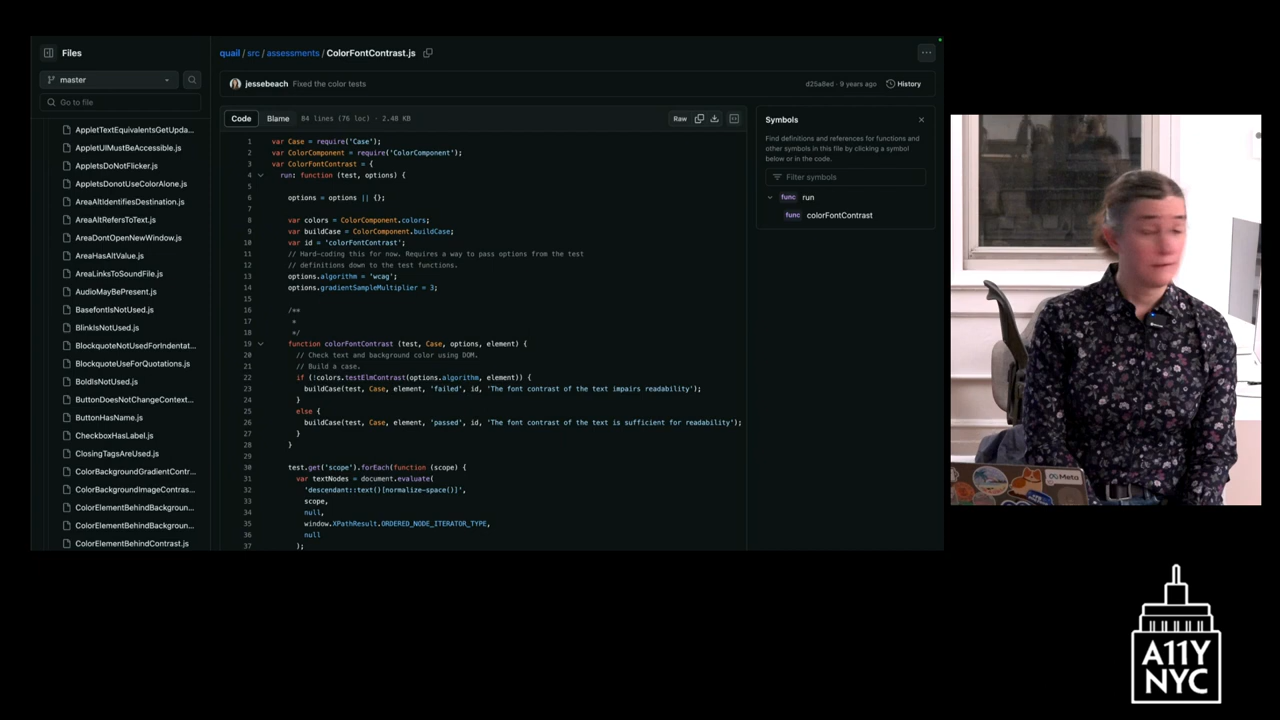 Files
master
Go to file
AppletTextEquivalentsGetUpda...
AppletUIMustBeAccessible.js
AppletsDoNotFlicker.js
AppletsDonotUseColorAlone.js
AreaAltIdentifiesDestination.js
AreaAltRefersToText.js
AreaDontOpenNewWindow.js
AreaHasAltValue.js
AreaLinksToSoundFile.js
AudioMayBePresent.js
BasefontIsNotUsed.js
BlinkIsNotUsed.js
BlockquoteNotUsedForIndentat...
BlockquoteUseForQuotations.js
BoldIsNotUsed.js
ButtonDoesNotChangeContext...
ButtonHasName.js
CheckboxHasLabel.js
ClosingTagsAreUsed.js
ColorBackgroundGradientContr...
ColorBackgroundImageContras...
ColorElementBehindBackgroun...
ColorElementBehindBackgroun...
ColorElementBehindContrast.js
quail / src / assessments / ColorFontContrast.js
jessebeach Fixed the color tests
d25a8ed · 9 years ago History
Code Blame 84 lines (76 loc) · 2.48 KB
Raw
1 var Case = require('Case');
2 var ColorComponent = require('ColorComponent');
3 var ColorFontContrast = {
4 run: function (test, options) {
5
6 options = options || {};
7
8 var colors = ColorComponent.colors;
9 var buildCase = ColorComponent.buildCase;
10 var id = 'colorFontContrast';
11 // Hard-coding this for now. Requires a way to pass options from the test
12 // definitions down to the test functions.
13 options.algorithm = 'wcag';
14 options.gradientSampleMultiplier = 3;
15
16 /**
17 *
18 */
19 function colorFontContrast (test, Case, options, element) {
20 // Check text and background color using DOM.
21 // Build a case.
22 if (!colors.testElmContrast(options.algorithm, element)) {
23 buildCase(test, Case, element, 'failed', id, 'The font contrast of the text impairs readability');
24 }
25 else {
26 buildCase(test, Case, element, 'passed', id, 'The font contrast of the text is sufficient for readability');
27 }
28 }
29
30 test.get('scope').forEach(function (scope) {
31 var textNodes = document.evaluate(
32 'descendant::text()[normalize-space()]',
33 scope,
34 null,
35 window.XPathResult.ORDERED_NODE_ITERATOR_TYPE,
36 null
37 );
Symbols
Find definitions and references for functions and
other symbols in this file by clicking a symbol
below or in the code.
Filter symbols
func run
func colorFontContrast
Meta
A11Y
NYC